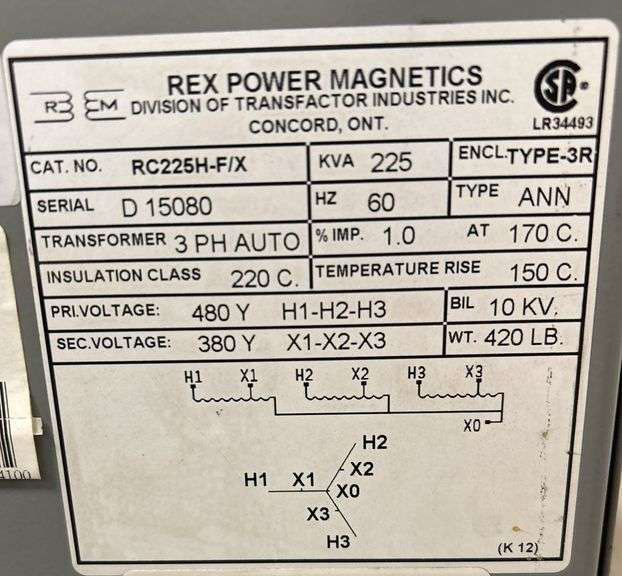 REX POWER MAGNETICS
R3 EM DIVISION OF TRANSFACTOR INDUSTRIES INC.
CONCORD, ONT.
SA ®
LR34493
CAT. NO. RC225H-F/X KVA 225 ENCL.TYPE-3R
SERIAL D 15080 HZ 60 TYPE ANN
TRANSFORMER 3 PH AUTO % IMP. 1.0 AT 170 C.
INSULATION CLASS 220 C. TEMPERATURE RISE 150 C.
PRI.VOLTAGE: 480 Y H1-H2-H3 BIL 10 KV.
SEC.VOLTAGE: 380 Y X1-X2-X3 WT. 420 LB.
H1 X1 H2 X2 H3 X3
X0
H2
X2
H1 X1 X0
X3
H3
(K 12)
4100